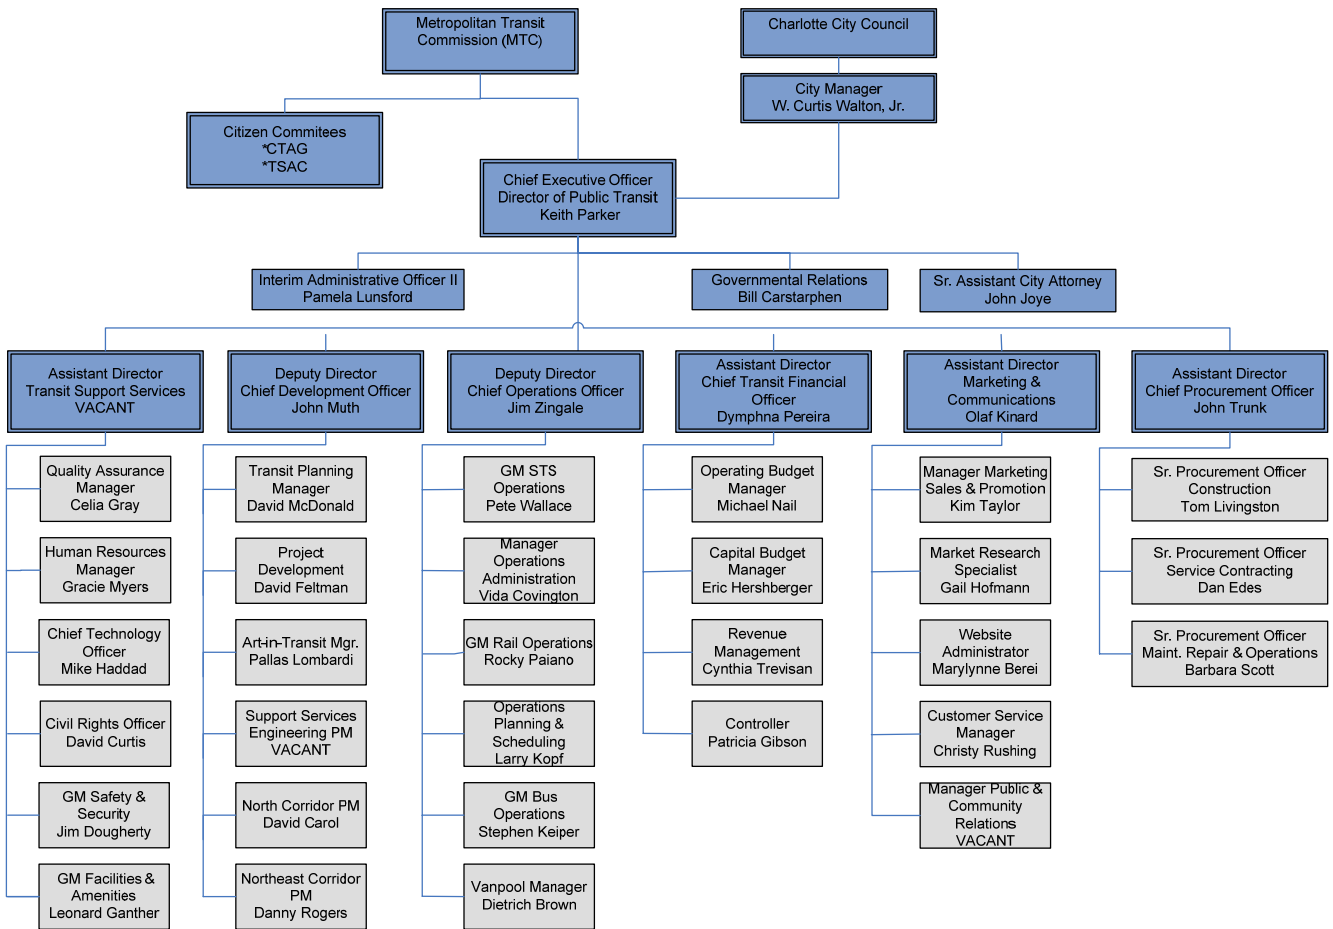 Metropolitan Transit
Commission (MTC)
Charlotte City Council
City Manager
W. Curtis Walton, Jr.
Citizen Commitees
*CTAG
*TSAC
Chief Executive Officer
Director of Public Transit
Keith Parker
Interim Administrative Officer II
Pamela Lunsford
Governmental Relations
Bill Carstarphen
Sr. Assistant City Attorney
John Joye
Assistant Director
Transit Support Services
VACANT
Deputy Director
Chief Development Officer
John Muth
Deputy Director
Chief Operations Officer
Jim Zingale
Assistant Director
Chief Transit Financial
Officer
Dymphna Pereira
Assistant Director
Marketing &
Communications
Olaf Kinard
Assistant Director
Chief Procurement Officer
John Trunk
Quality Assurance
Manager
Celia Gray
Human Resources
Manager
Gracie Myers
Chief Technology
Officer
Mike Haddad
Civil Rights Officer
David Curtis
GM Safety &
Security
Jim Dougherty
GM Facilities &
Amenities
Leonard Ganther
Transit Planning
Manager
David McDonald
Project
Development
David Feltman
Art-in-Transit Mgr.
Pallas Lombardi
Support Services
Engineering PM
VACANT
North Corridor PM
David Carol
Northeast Corridor
PM
Danny Rogers
GM STS
Operations
Pete Wallace
Manager
Operations
Administration
Vida Covington
GM Rail Operations
Rocky Paiano
Operations
Planning &
Scheduling
Larry Kopf
GM Bus
Operations
Stephen Keiper
Vanpool Manager
Dietrich Brown
Operating Budget
Manager
Michael Nail
Capital Budget
Manager
Eric Hershberger
Revenue
Management
Cynthia Trevisan
Controller
Patricia Gibson
Manager Marketing
Sales & Promotion
Kim Taylor
Market Research
Specialist
Gail Hofmann
Website
Administrator
Marylynne Berei
Customer Service
Manager
Christy Rushing
Manager Public &
Community
Relations
VACANT
Sr. Procurement Officer
Construction
Tom Livingston
Sr. Procurement Officer
Service Contracting
Dan Edes
Sr. Procurement Officer
Maint. Repair & Operations
Barbara Scott